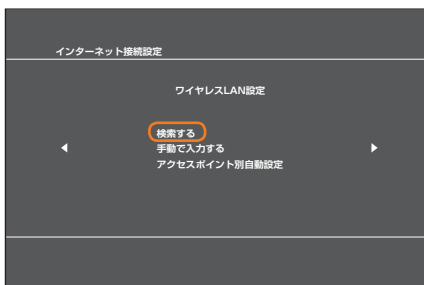 インターネット接続設定
ワイヤレスLAN設定
検索する
手動で入力する
アクセスポイント別自動設定